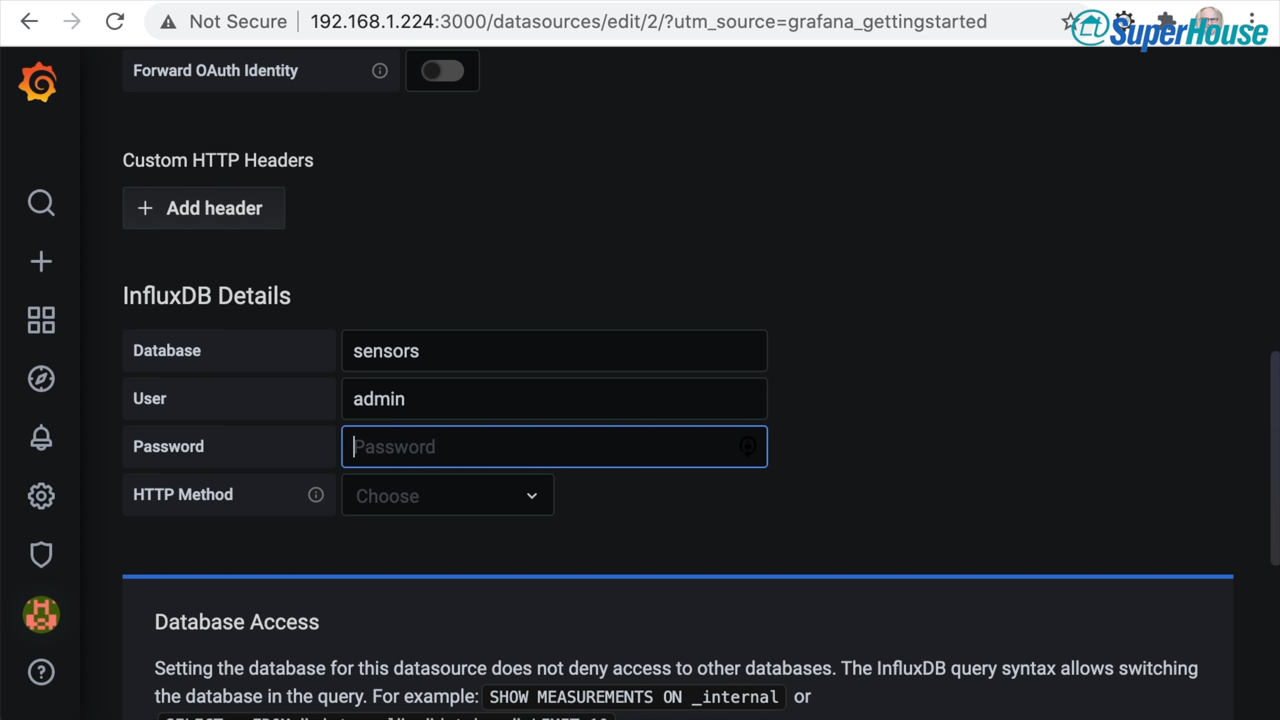 Not Secure | 192.168.1.224:3000/datasources/edit/2/?utm_source=grafana_gettingstarted
SuperHouse
Forward OAuth Identity
Custom HTTP Headers
+ Add header
InfluxDB Details
Database sensors
User admin
Password Password
HTTP Method Choose
Database Access
Setting the database for this datasource does not deny access to other databases. The InfluxDB query syntax allows switching
the database in the query. For example: SHOW MEASUREMENTS ON _internal or